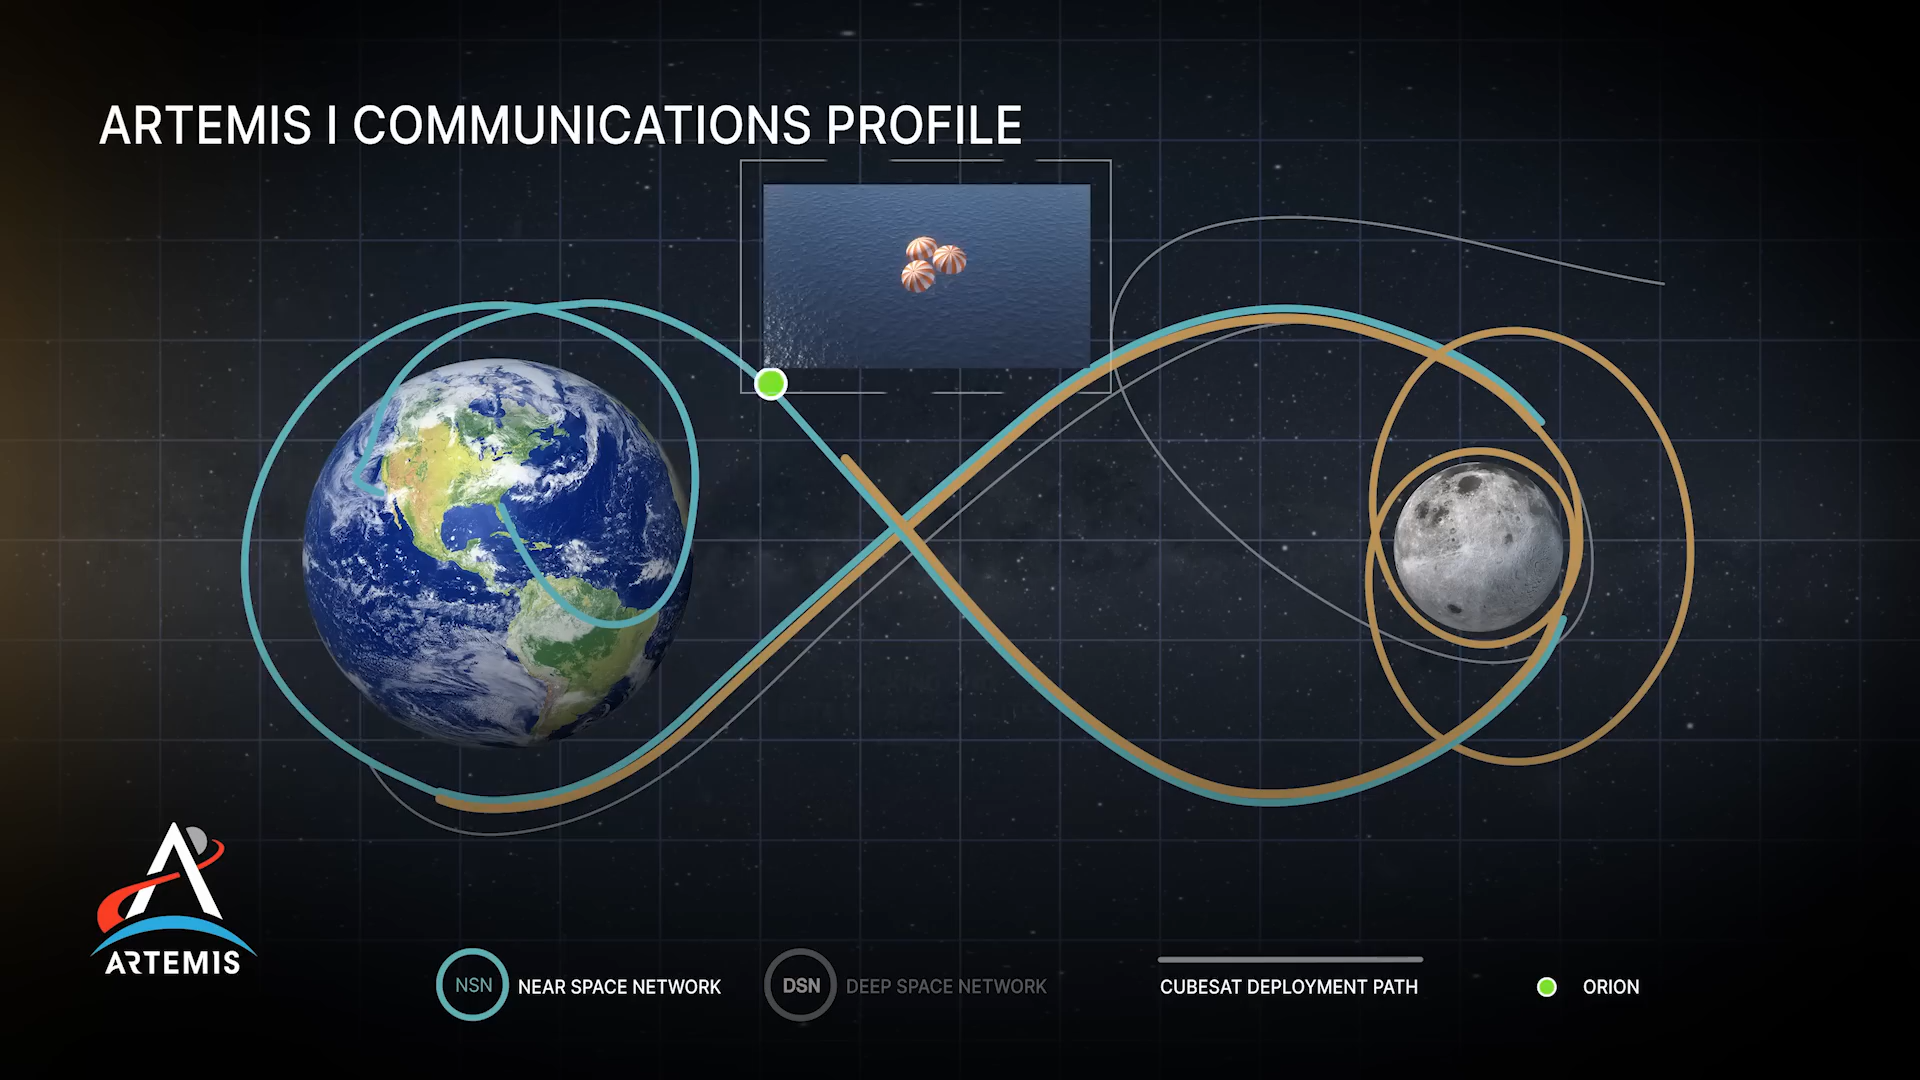 ARTEMIS I COMMUNICATIONS PROFILE
ARTEMIS
NSN NEAR SPACE NETWORK
DSN DEEP SPACE NETWORK
CUBESAT DEPLOYMENT PATH
ORION